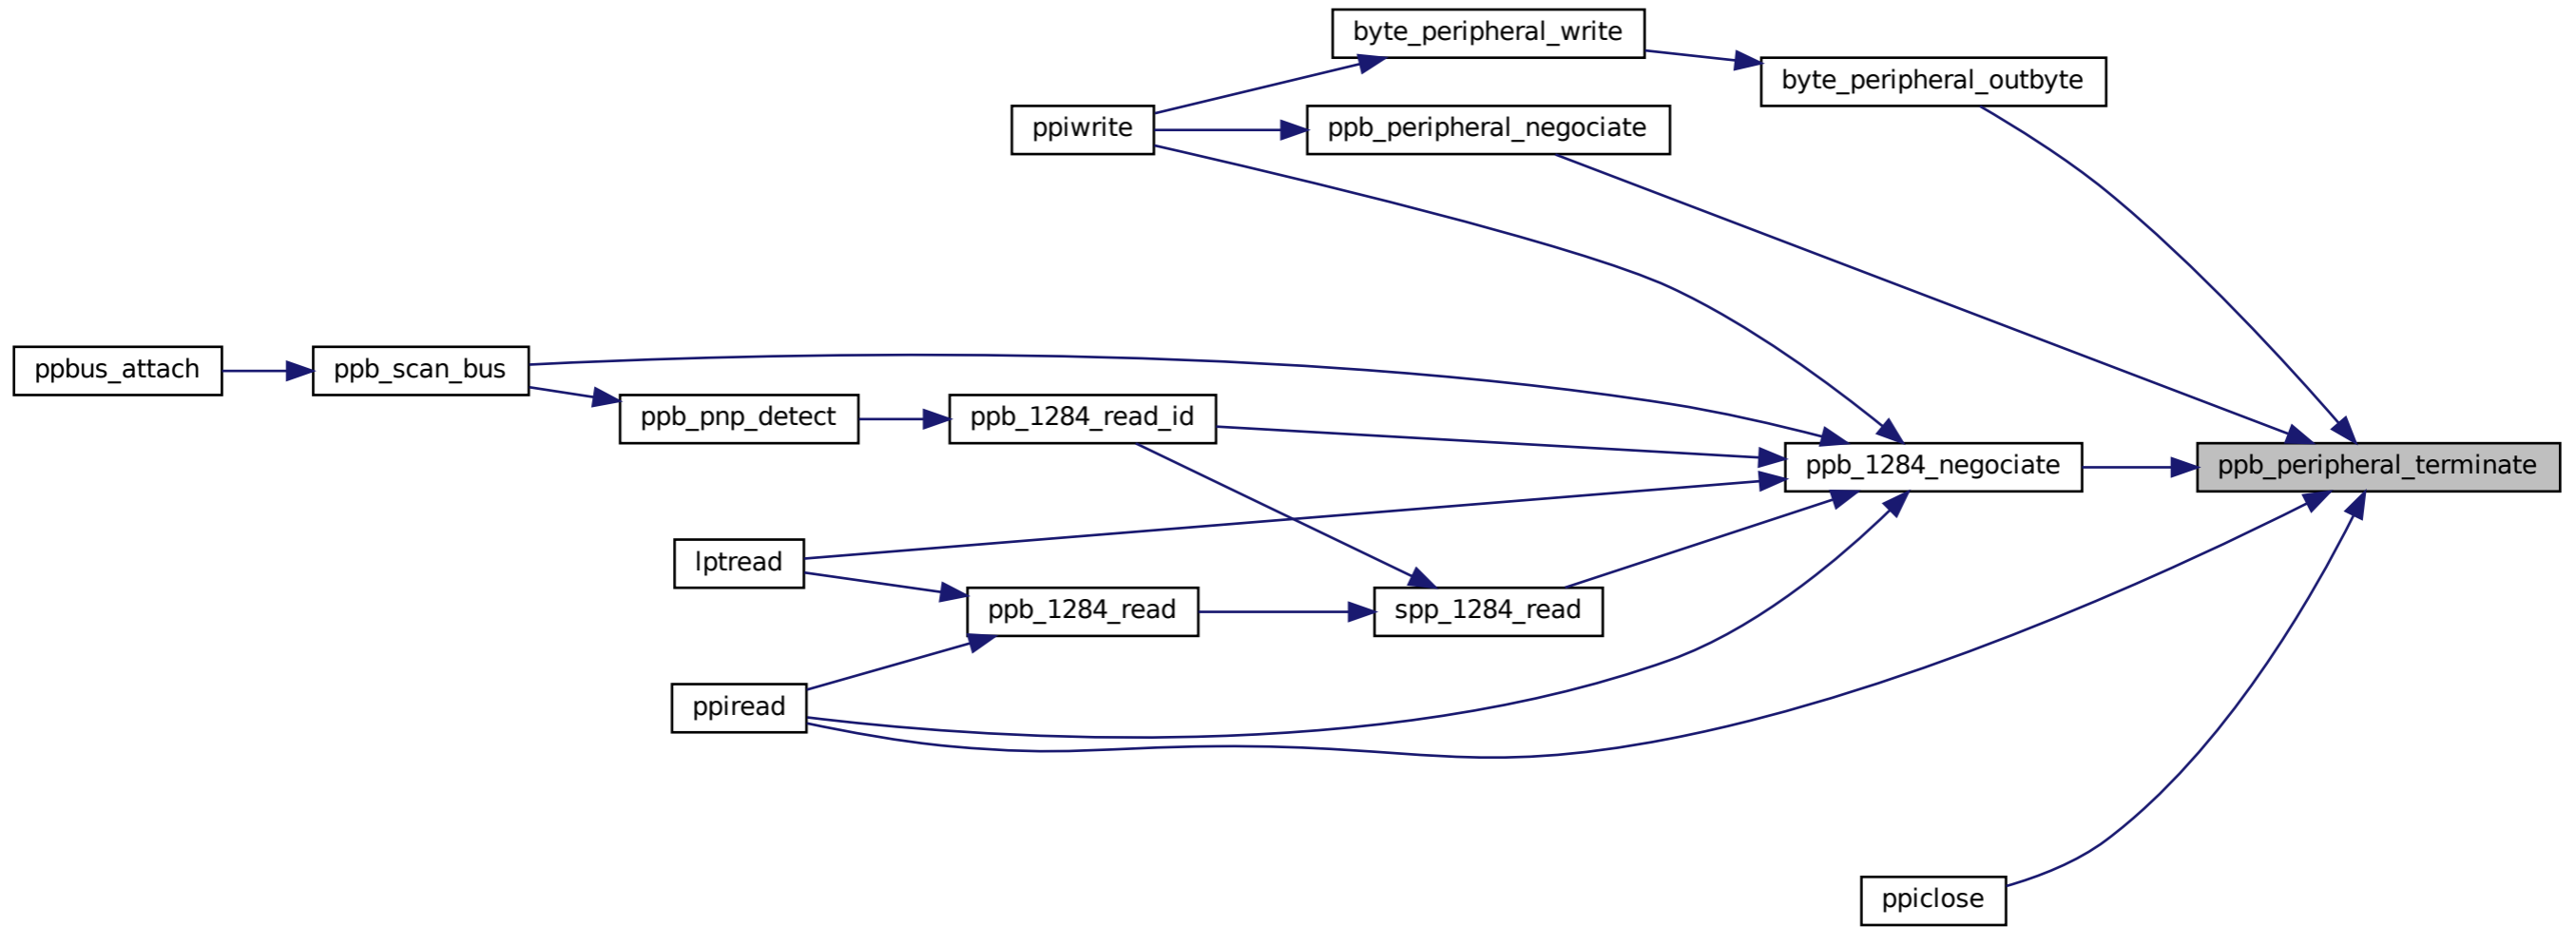 byte_peripheral_write
byte_peripheral_outbyte
ppiwrite
ppb_peripheral_negociate
ppbus_attach
ppb_scan_bus
ppb_pnp_detect
ppb_1284_read_id
ppb_1284_negociate
ppb_peripheral_terminate
lptread
ppb_1284_read
spp_1284_read
ppiread
ppiclose